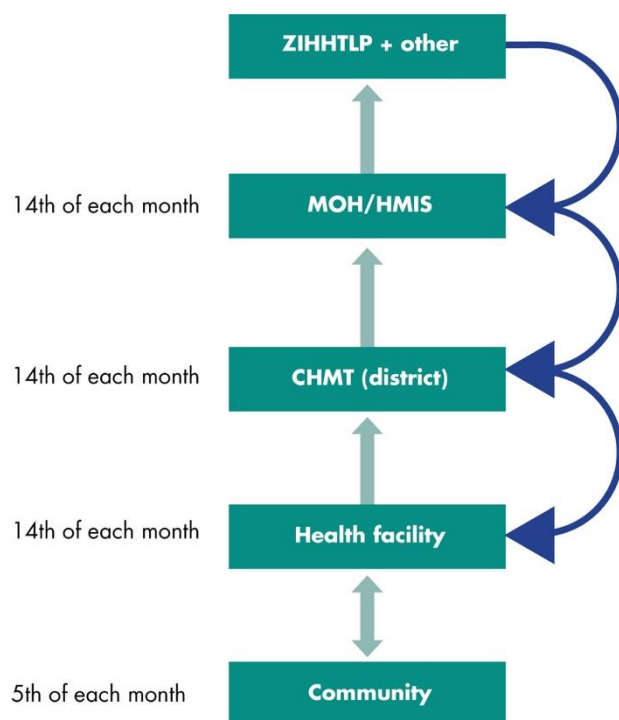 ZIHHTLP + other
14th of each month
MOH/HMIS
14th of each month
CHMT (district)
14th of each month
Health facility
5th of each month
Community